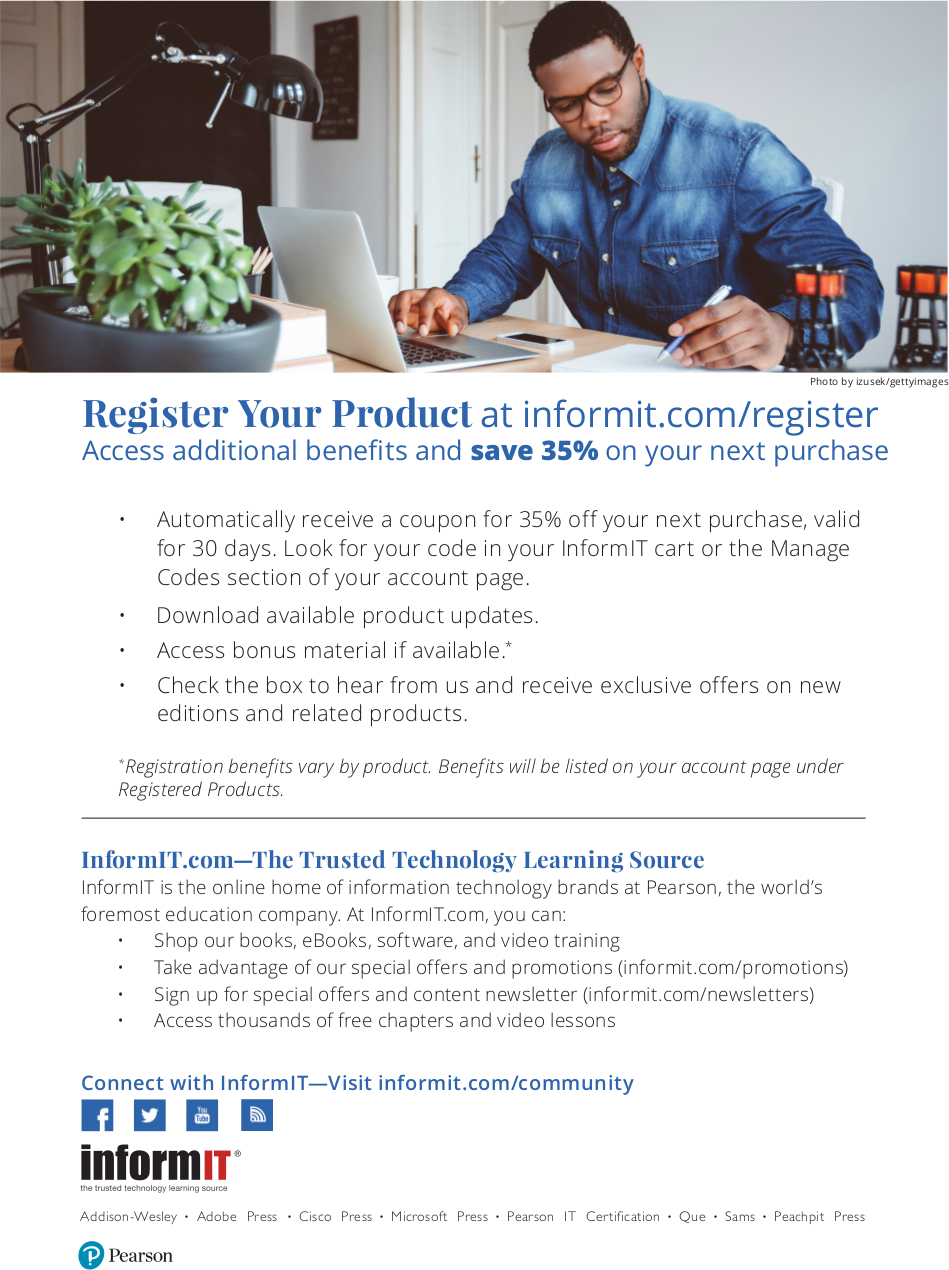 Photo by izusek/gettyimages
Register Your Product at informit.com/register
Access additional benefits and save 35% on your next purchase
• Automatically receive a coupon for 35% off your next purchase, valid
for 30 days. Look for your code in your InformIT cart or the Manage
Codes section of your account page.
• Download available product updates.
• Access bonus material if available.*
• Check the box to hear from us and receive exclusive offers on new
editions and related products.
*Registration benefits vary by product. Benefits will be listed on your account page under
Registered Products.
InformIT.com—The Trusted Technology Learning Source
InformIT is the online home of information technology brands at Pearson, the world’s
foremost education company. At InformIT.com, you can:
• Shop our books, eBooks, software, and video training
• Take advantage of our special offers and promotions (informit.com/promotions)
• Sign up for special offers and content newsletter (informit.com/newsletters)
• Access thousands of free chapters and video lessons
Connect with InformIT—Visit informit.com/community
You Tube
informIT®
the trusted technology learning source
Addison-Wesley • Adobe Press • Cisco Press • Microsoft Press • Pearson IT Certification • Que • Sams • Peachpit Press
P Pearson